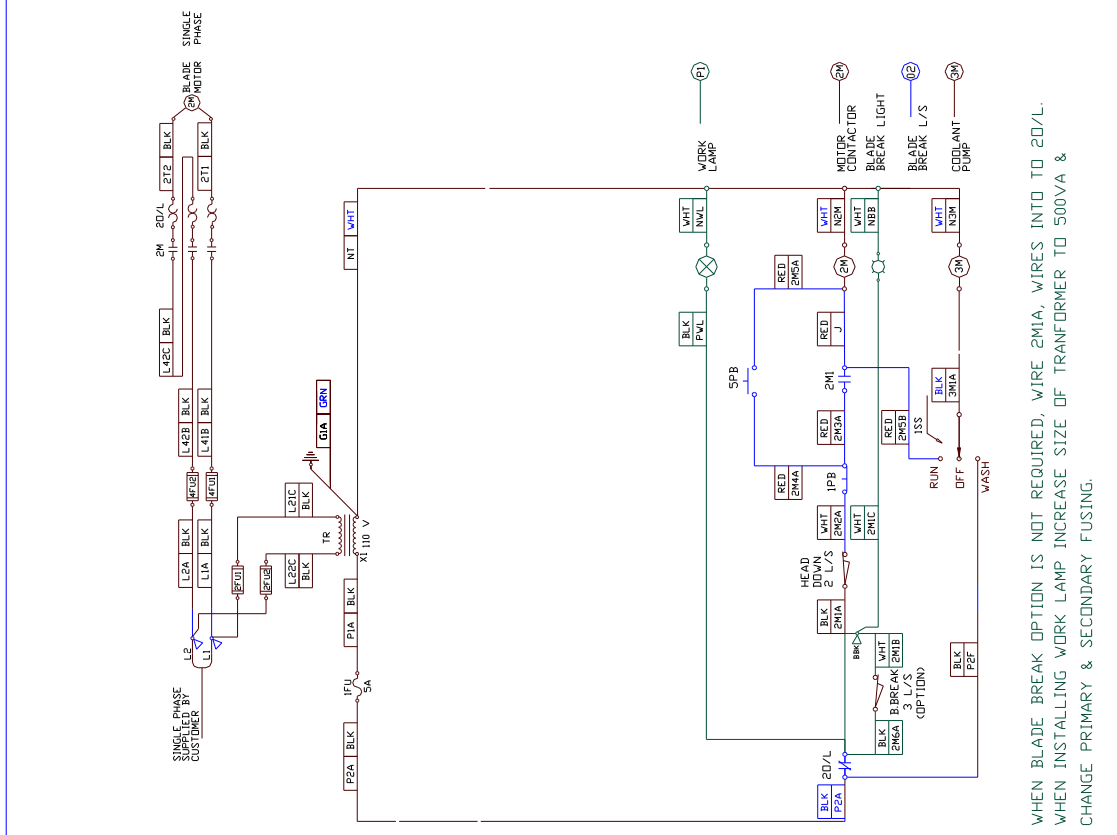 SINGLE PHASE
SUPPLIED BY
CUSTOMER
L2
L1
L2A BLK
L1A BLK
4FU2
4FU1
L42B BLK
L41B BLK
L42C BLK
2M 20/L
2T2 BLK
2T1 BLK
2M
BLADE SINGLE
MOTOR PHASE
2FU1
2FU2
L21C
BLK
L22C
BLK
TR
X1 110 V
G1A GRN
P2A BLK
1FU
5A
P1A BLK
NT WHT
BLK
PWL
WHT
NWL
WORK
LAMP
P1
5PB
RED
2M4A
RED
2M5A
BLK
P2A
20/L
BLK
2M1A
HEAD
DOWN
2 L/S
WHT
2M2A
1PB
RED
2M3A
2M1
RED
J
2M
WHT
N2M
MOTOR
CONTACTOR
2M
BBK
WHT
2M1C
WHT
NBB
BLADE
BREAK LIGHT
BLK
2M6A
B.BREAK
3 L/S
(OPTION)
WHT
2M1B
RED
2M5B
1SS
BLADE
BREAK L/S
02
BLK
P2F
RUN
OFF
WASH
BLK
3M1A
3M
WHT
N3M
COOLANT
PUMP
3M
WHEN BLADE BREAK OPTION IS NOT REQUIRED, WIRE 2M1A, WIRES INTO TO 20/L.
WHEN INSTALLING WORK LAMP INCREASE SIZE OF TRANFORMER TO 500VA &
CHANGE PRIMARY & SECONDARY FUSING.